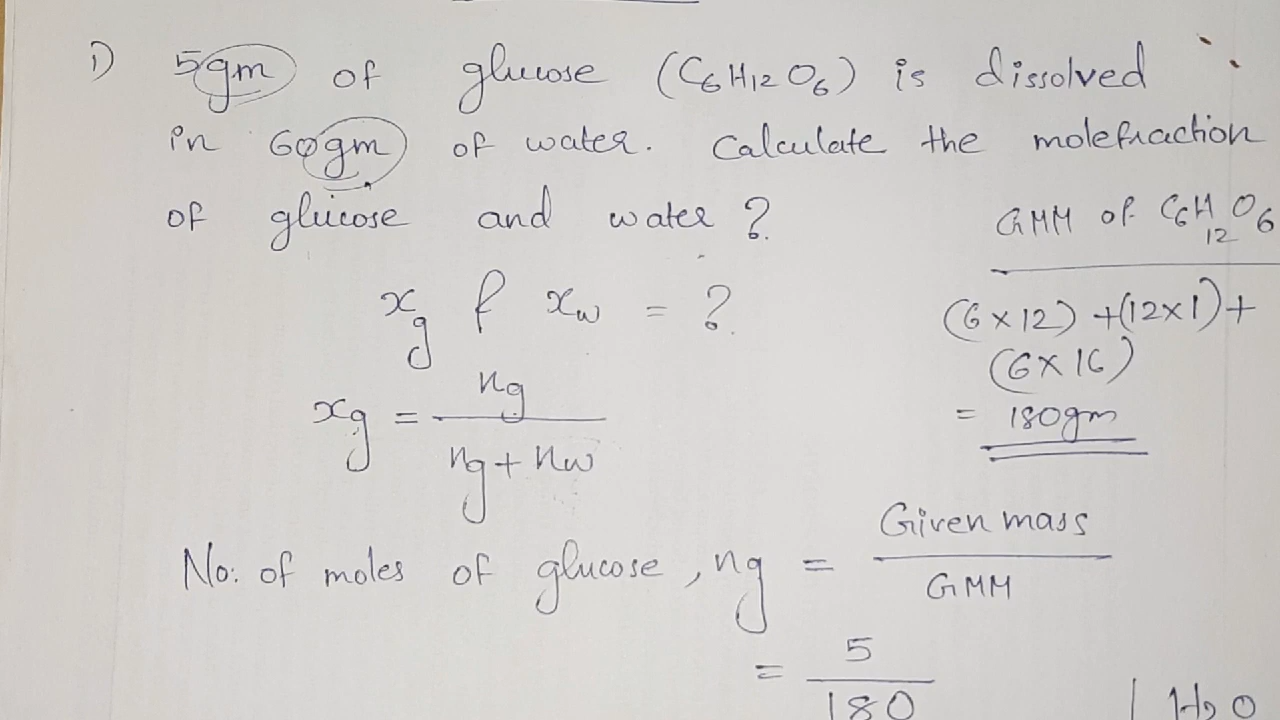 1) 5gm of glucose (C6H12O6) is dissolved
in 60gm of water. Calculate the molefraction
of glucose and water ?
GMM of C6H12O6
xg & xw = ?
(6×12) + (12×1) +
(6×16)
= 180gm
xg = ng / ng + nw
No: of moles of glucose, ng = Given mass / GMM
= 5 / 180
H2O